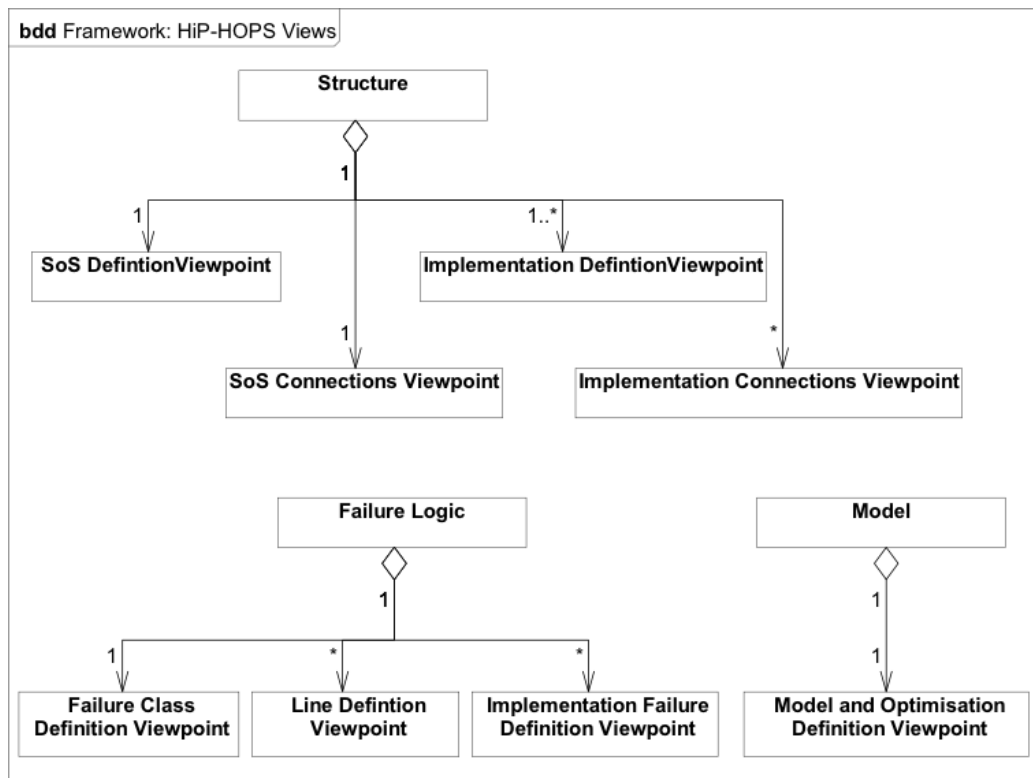 bdd Framework: HiP-HOPS Views
Structure
1
1
1..*
SoS DefintionViewpoint
Implementation DefintionViewpoint
1
*
SoS Connections Viewpoint
Implementation Connections Viewpoint
Failure Logic
Model
1
1
1
*
*
1
Failure Class
Definition Viewpoint
Line Defintion
Viewpoint
Implementation Failure
Definition Viewpoint
Model and Optimisation
Definition Viewpoint